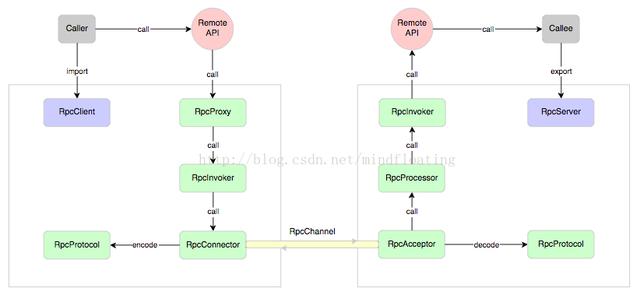 Caller
call
Remote
API
Remote
API
call
Callee
import
call
call
export
RpcClient
RpcProxy
RpcInvoker
RpcServer
call
call
http://blog.csdn.net/mindfloating
RpcInvoker
RpcProcessor
call
call
RpcChannel
RpcProtocol
encode
RpcConnector
RpcAcceptor
decode
RpcProtocol